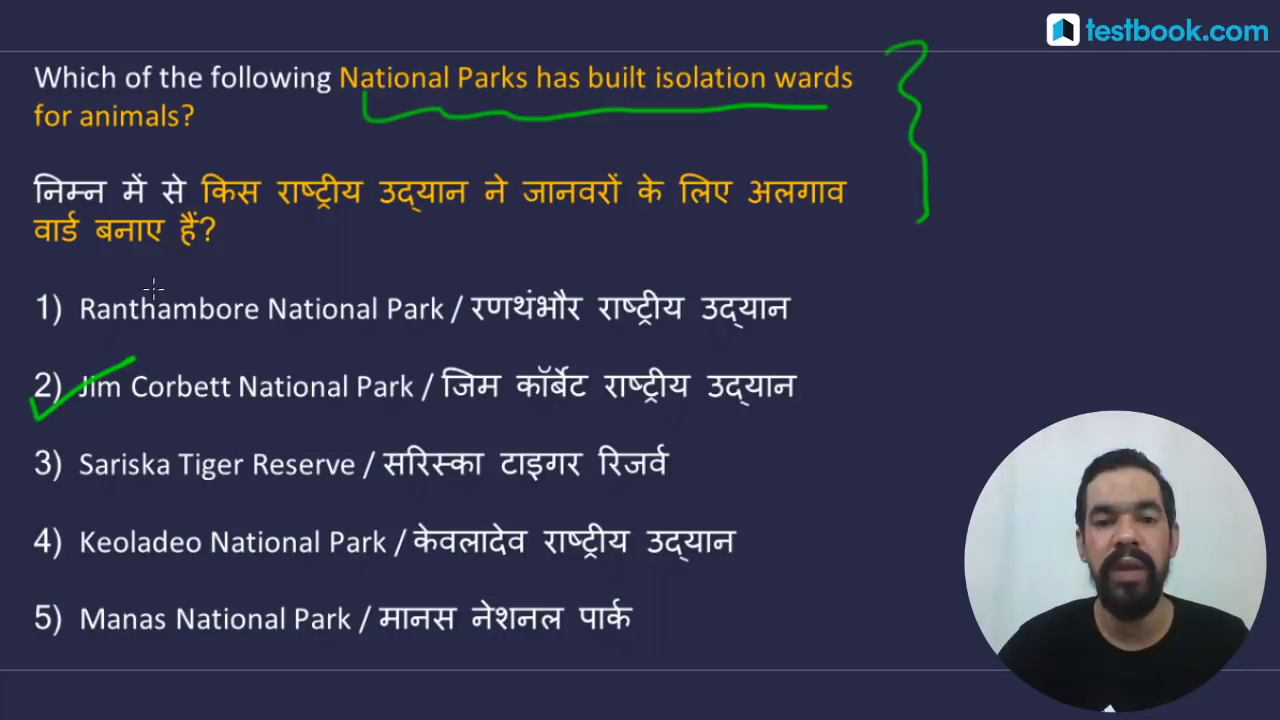 testbook.com
Which of the following National Parks has built isolation wards
for animals?
निम्न में से किस राष्ट्रीय उद्यान ने जानवरों के लिए अलगाव
वार्ड बनाए हैं?
1) Ranthambore National Park / रणथंभौर राष्ट्रीय उद्यान
2) Jim Corbett National Park / जिम कॉर्बेट राष्ट्रीय उद्यान
3) Sariska Tiger Reserve / सरिस्का टाइगर रिजर्व
4) Keoladeo National Park / केवलादेव राष्ट्रीय उद्यान
5) Manas National Park / मानस नेशनल पार्क